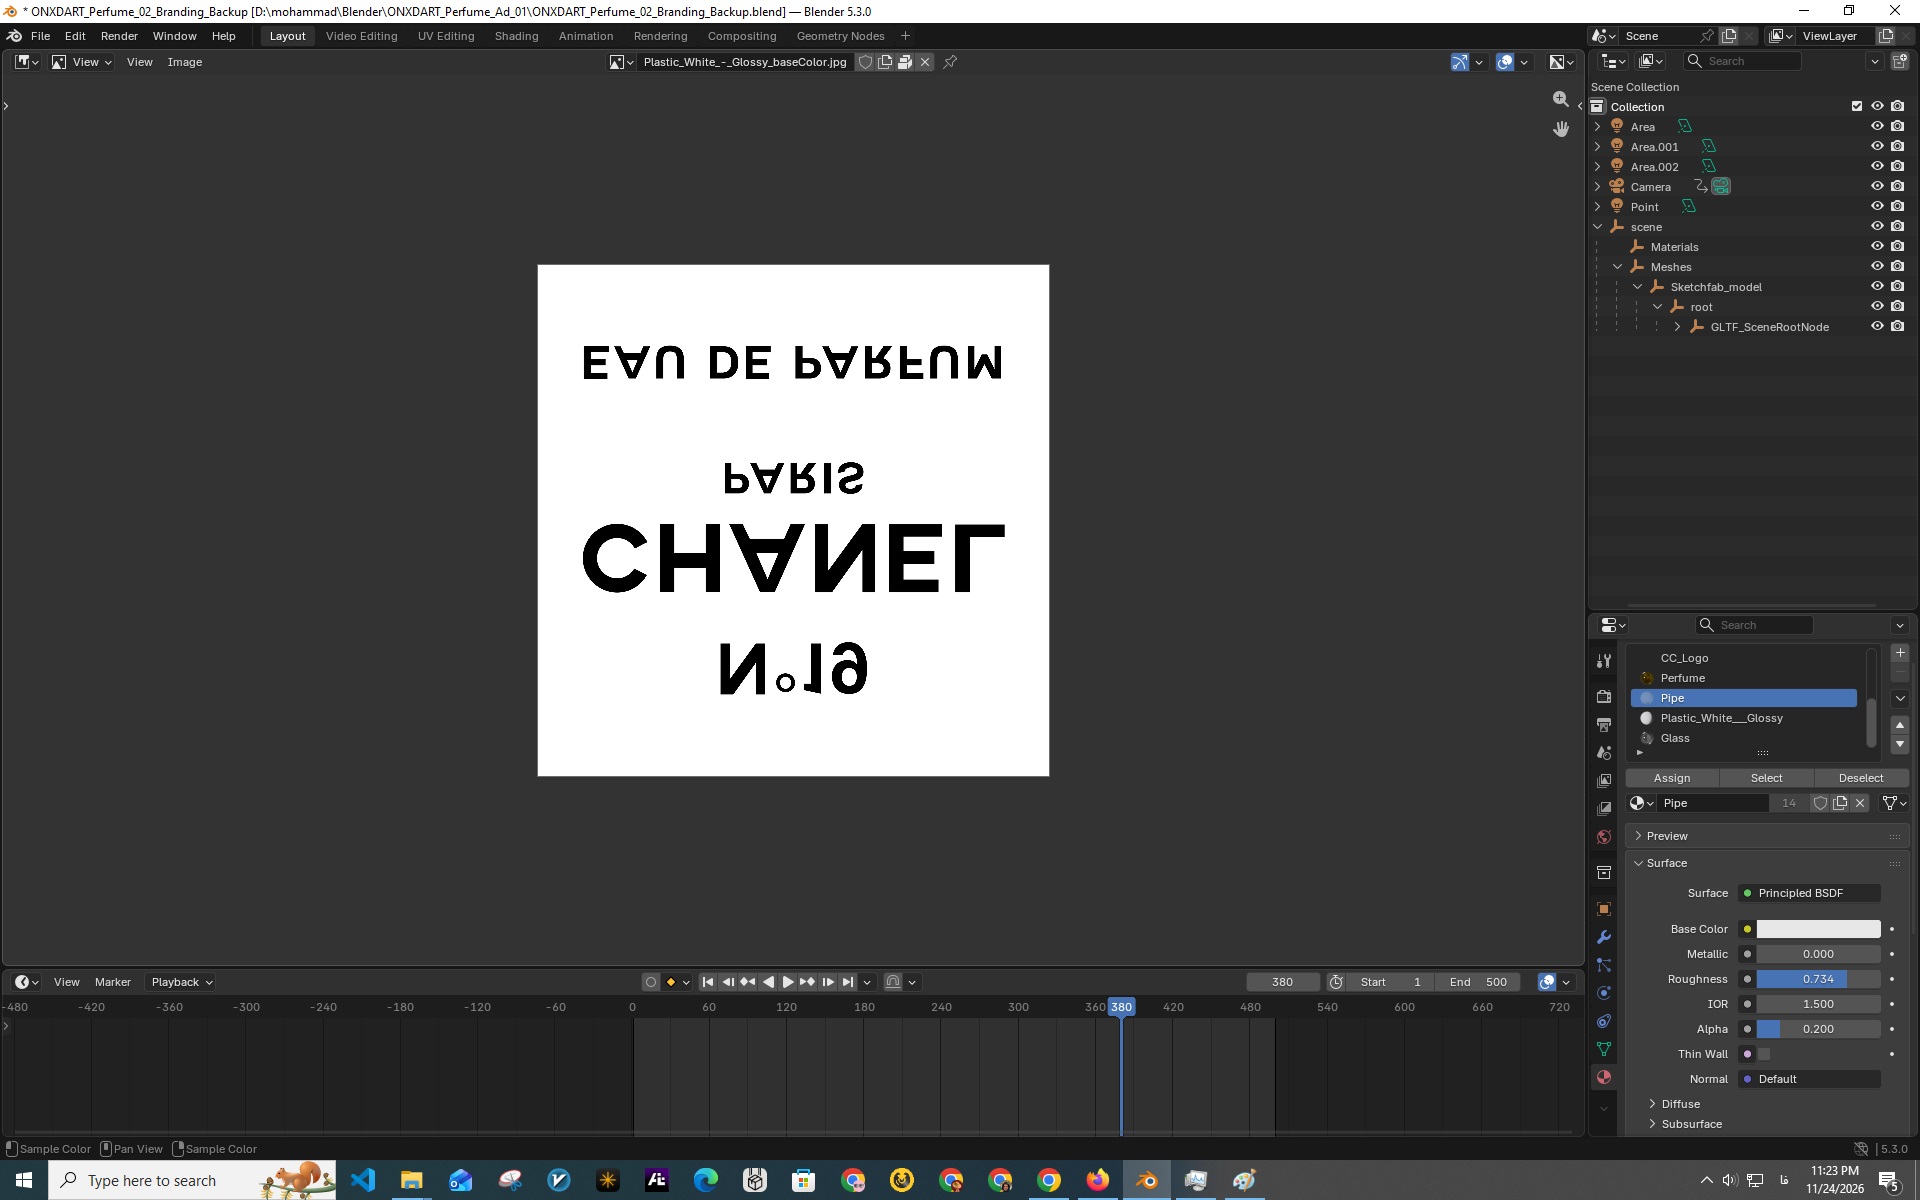 * ONXDART_Perfume_02_Branding_Backup [D:\mohammad\Blender\ONXDART_Perfume_Ad_01\ONXDART_Perfume_02_Branding_Backup.blend] — Blender 5.3.0
File Edit Render Window Help Layout Video Editing UV Editing Shading Animation Rendering Compositing Geometry Nodes + Scene ViewLayer
View View Image Plastic_White_-_Glossy_baseColor.jpg Search
Scene Collection
Collection
Area
Area.001
Area.002
Camera
Point
scene
Materials
Meshes
Sketchfab_model
root
GLTF_SceneRootNode
EAU DE PARFUM
PARIS
CHANEL
N°19
Search
CC_Logo
Perfume
Pipe
Plastic_White___Glossy
Glass
Assign Select Deselect
Pipe 14
Preview
Surface
Surface Principled BSDF
Base Color
Metallic 0.000
Roughness 0.734
IOR 1.500
Alpha 0.200
Thin Wall
Normal Default
Diffuse
Subsurface
View Marker Playback 380 Start 1 End 500
-480 -420 -360 -300 -240 -180 -120 -60 0 60 120 180 240 300 360 380 420 480 540 600 660 720
Sample Color Pan View Sample Color 5.3.0
Type here to search
فا
11:23 PM
11/24/2026
5